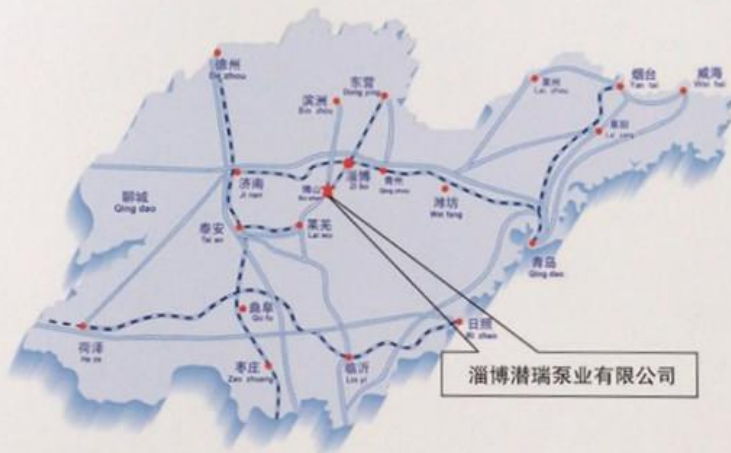 德州
De zhou
东营
Dong ying
滨洲
Bin zhou
莱州
Lai zhou
烟台
Yan tai
威海
Wei hai
莱阳
Lai yang
淄博
Zi bo
济南
Ji nan
博山
Bo shan
青州
Qing zhou
潍坊
Wei fang
聊城
Qing dao
泰安
Tai an
莱芜
Lai wu
青岛
Qing dao
曲阜
Qu fu
日照
Ri zhao
荷泽
He ze
枣庄
Zao zhuang
临沂
Lin yi
淄博潜瑞泵业有限公司